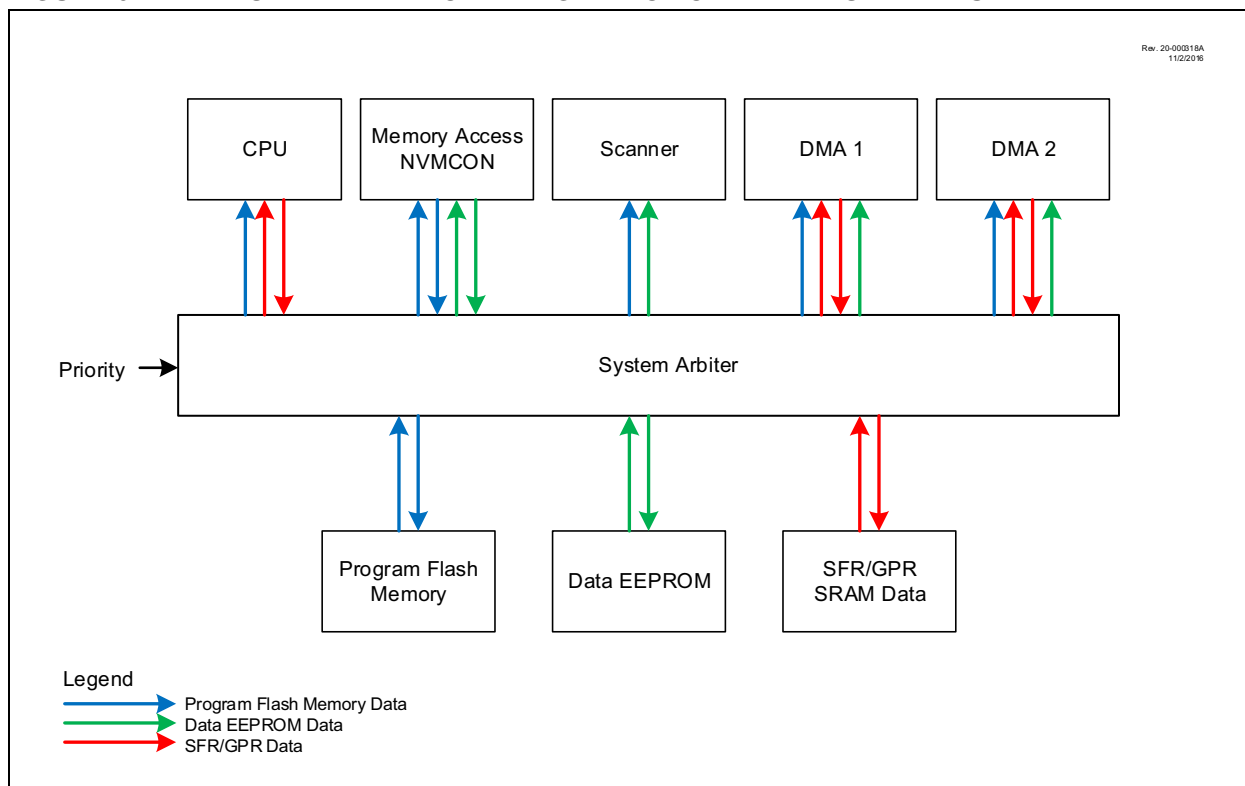 Rev. 20-000318A
11/2/2016
CPU
Memory Access
NVMCON
Scanner
DMA 1
DMA 2
Priority
System Arbiter
Program Flash
Memory
Data EEPROM
SFR/GPR
SRAM Data
Legend
Program Flash Memory Data
Data EEPROM Data
SFR/GPR Data